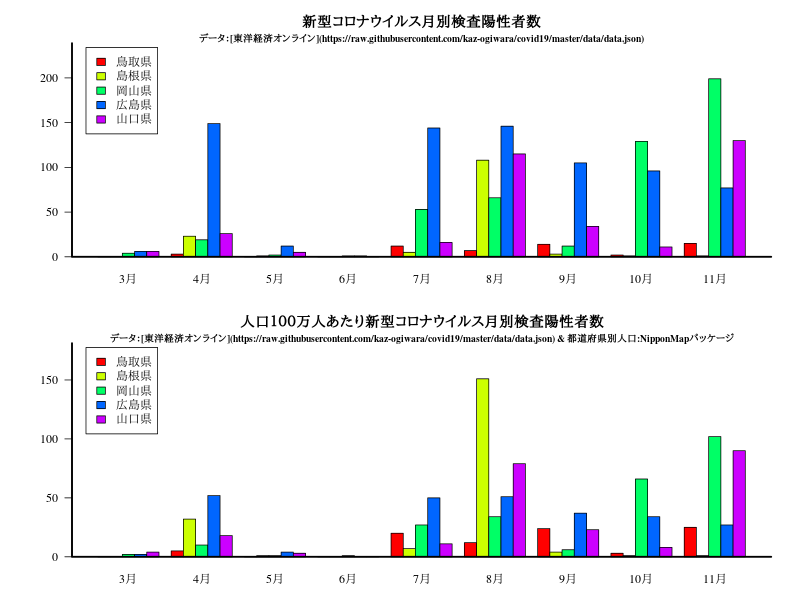 新型コロナウイルス月別検査陽性者数
データ:[東洋経済オンライン](https://raw.githubusercontent.com/kaz-ogiwara/covid19/master/data/data.json)
鳥取県
島根県
岡山県
広島県
山口県
200
150
100
50
0
3月 4月 5月 6月 7月 8月 9月 10月 11月
人口100万人あたり新型コロナウイルス月別検査陽性者数
データ:[東洋経済オンライン](https://raw.githubusercontent.com/kaz-ogiwara/covid19/master/data/data.json) & 都道府県別人口:NipponMapパッケージ
鳥取県
島根県
岡山県
広島県
山口県
150
100
50
0
3月 4月 5月 6月 7月 8月 9月 10月 11月